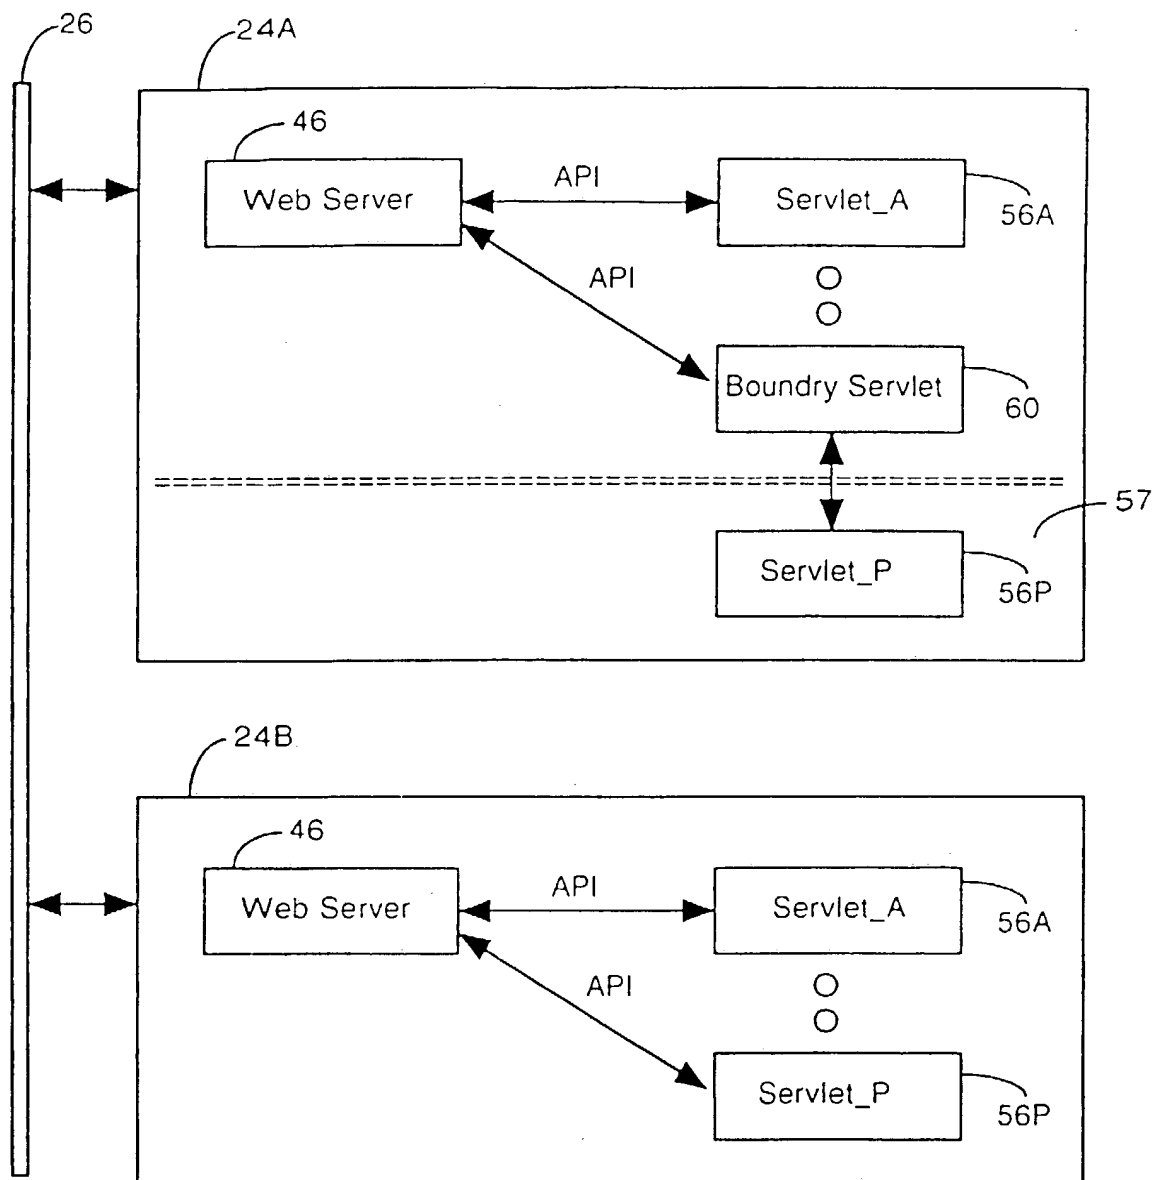 26
24A
46
Web Server
API
Servlet_A
56A
API
Boundry Servlet
60
57
Servlet_P
56P
24B
46
Web Server
API
Servlet_A
56A
API
Servlet_P
56P